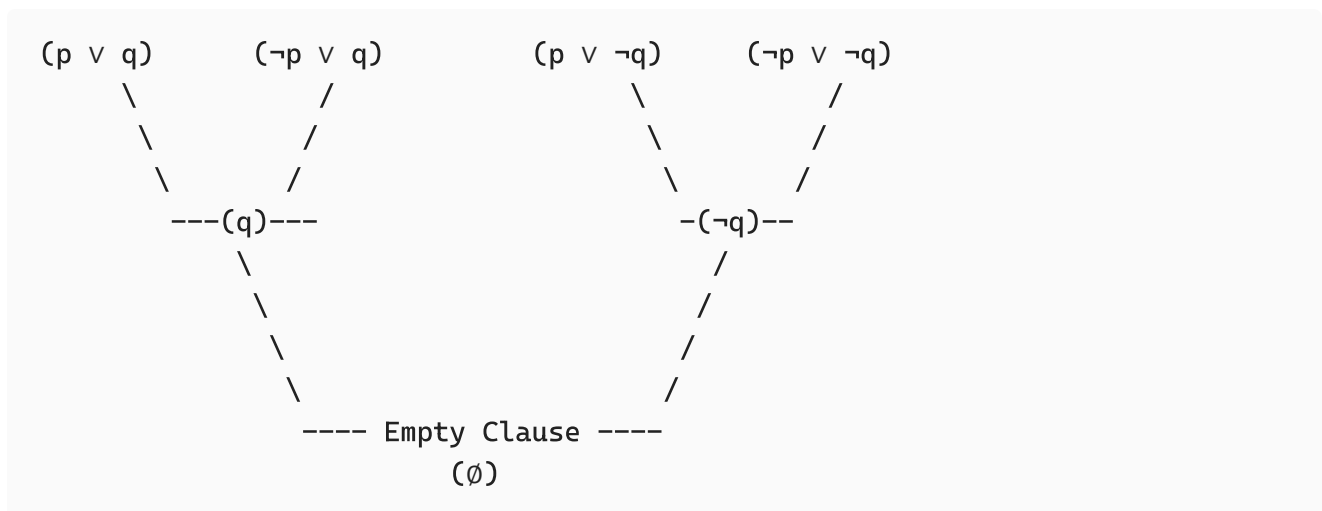 (p ∨ q) (¬p ∨ q) (p ∨ ¬q) (¬p ∨ ¬q)
\ / \ /
\ / \ /
\ / \ /
---(q)--- -(¬q)--
\ /
\ /
\ /
\ /
---- Empty Clause ----
(∅)